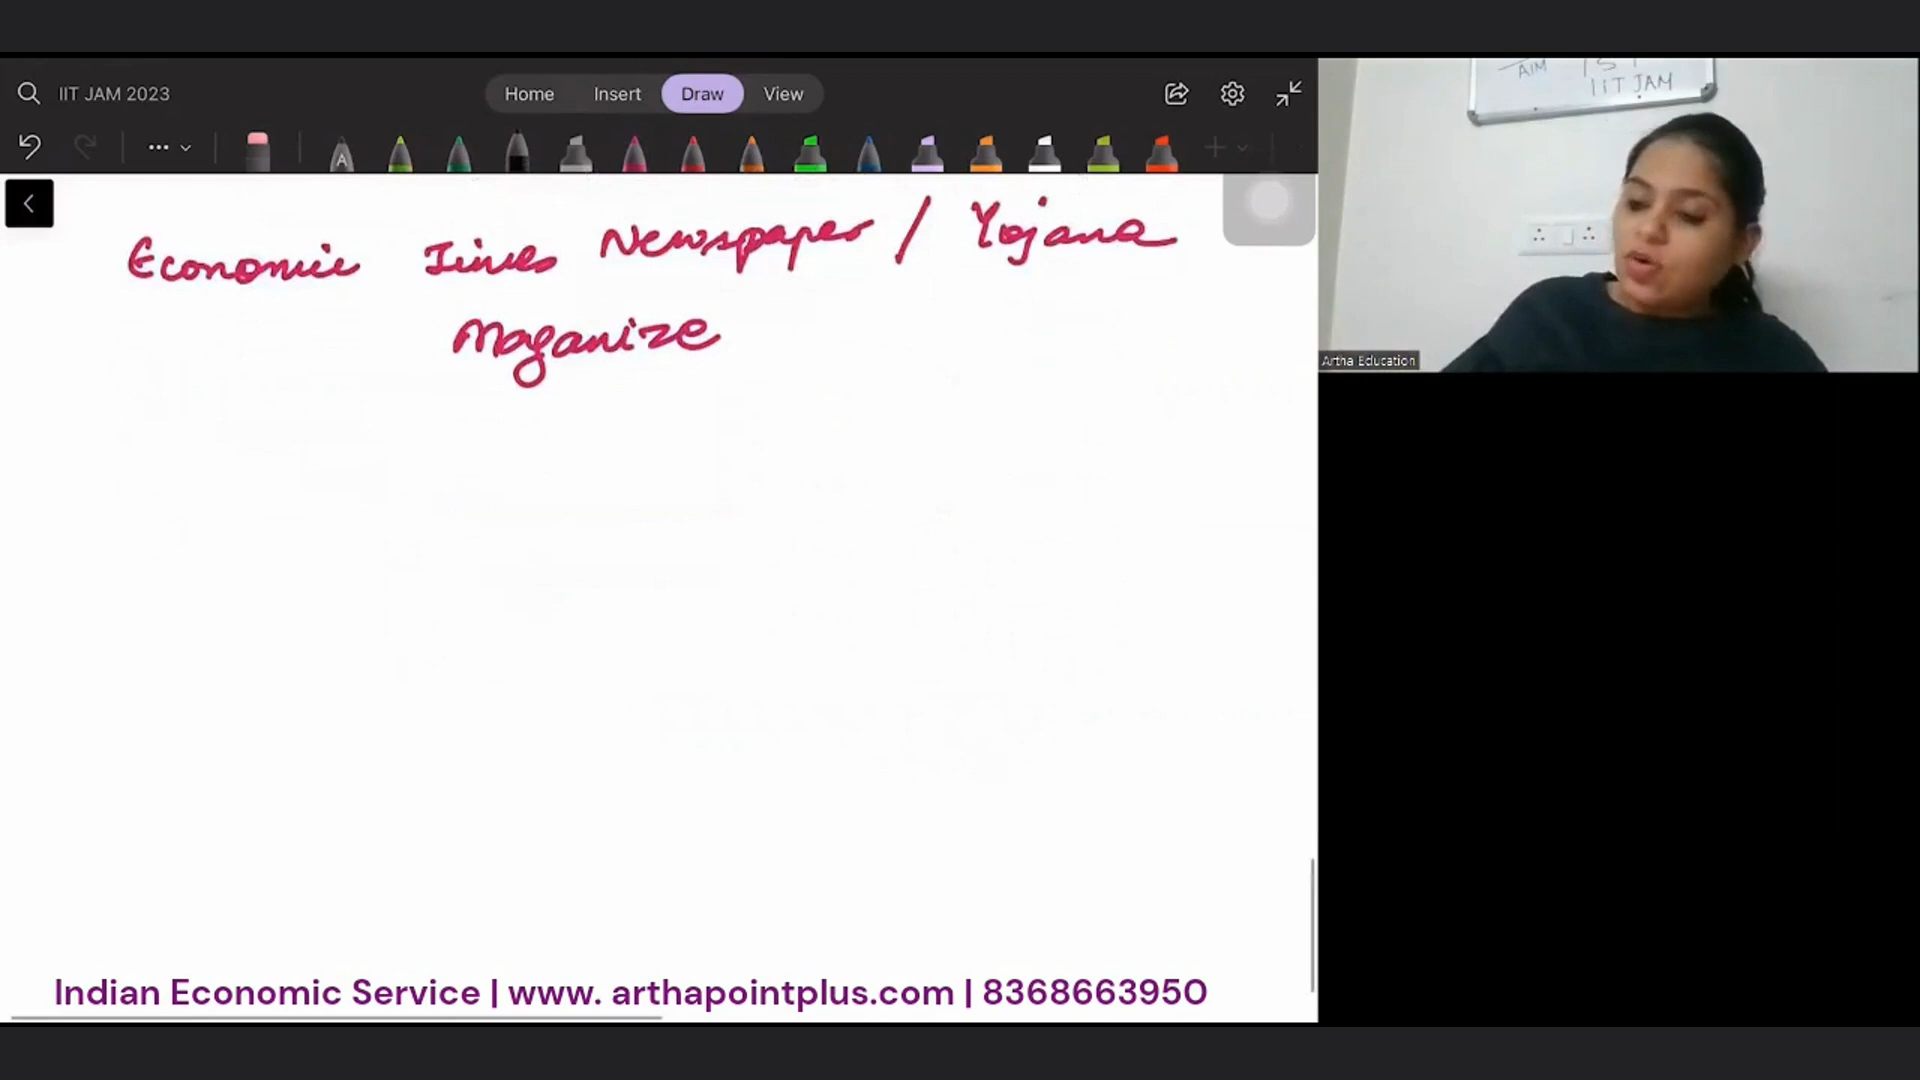 IIT JAM 2023
Home Insert Draw View
A
Economic Times Newspaper / Yojana
Maganize
AIM
IIT JAM
Artha Education
Indian Economic Service | www. arthapointplus.com | 8368663950